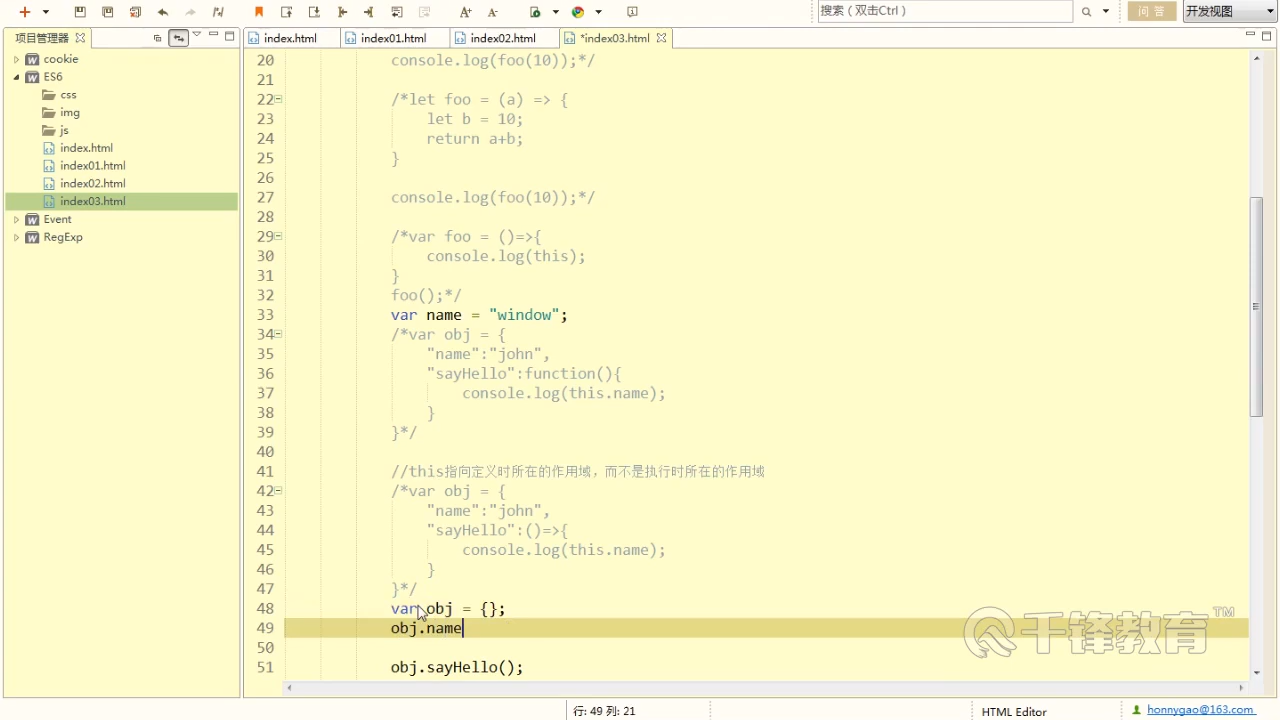 搜索（双击Ctrl）
问 答
开发视图
项目管理器
index.html
index01.html
index02.html
*index03.html
cookie
ES6
css
img
js
index.html
index01.html
index02.html
index03.html
Event
RegExp
20 console.log(foo(10));*/
21
22 /*let foo = (a) => {
23 let b = 10;
24 return a+b;
25 }
26
27 console.log(foo(10));*/
28
29 /*var foo = ()=>{
30 console.log(this);
31 }
32 foo();*/
33 var name = "window";
34 /*var obj = {
35 "name":"john",
36 "sayHello":function(){
37 console.log(this.name);
38 }
39 }*/
40
41 //this指向定义时所在的作用域，而不是执行时所在的作用域
42 /*var obj = {
43 "name":"john",
44 "sayHello":()=>{
45 console.log(this.name);
46 }
47 }*/
48 var obj = {};
49 obj.name
50
51 obj.sayHello();
千锋教育™
行: 49 列: 21
HTML Editor
honnygao@163.com